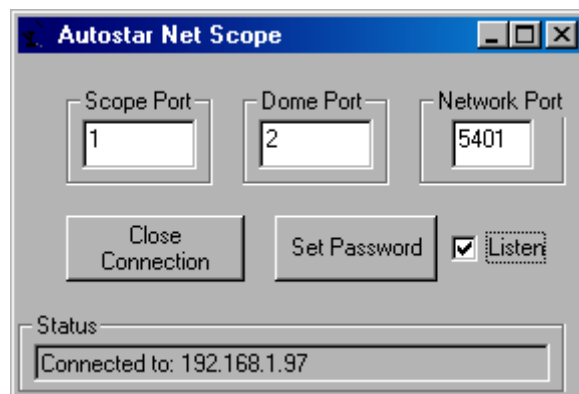 Autostar Net Scope
Scope Port
Dome Port
Network Port
1
2
5401
Close
Connection
Set Password
Listen
Status
Connected to: 192.168.1.97